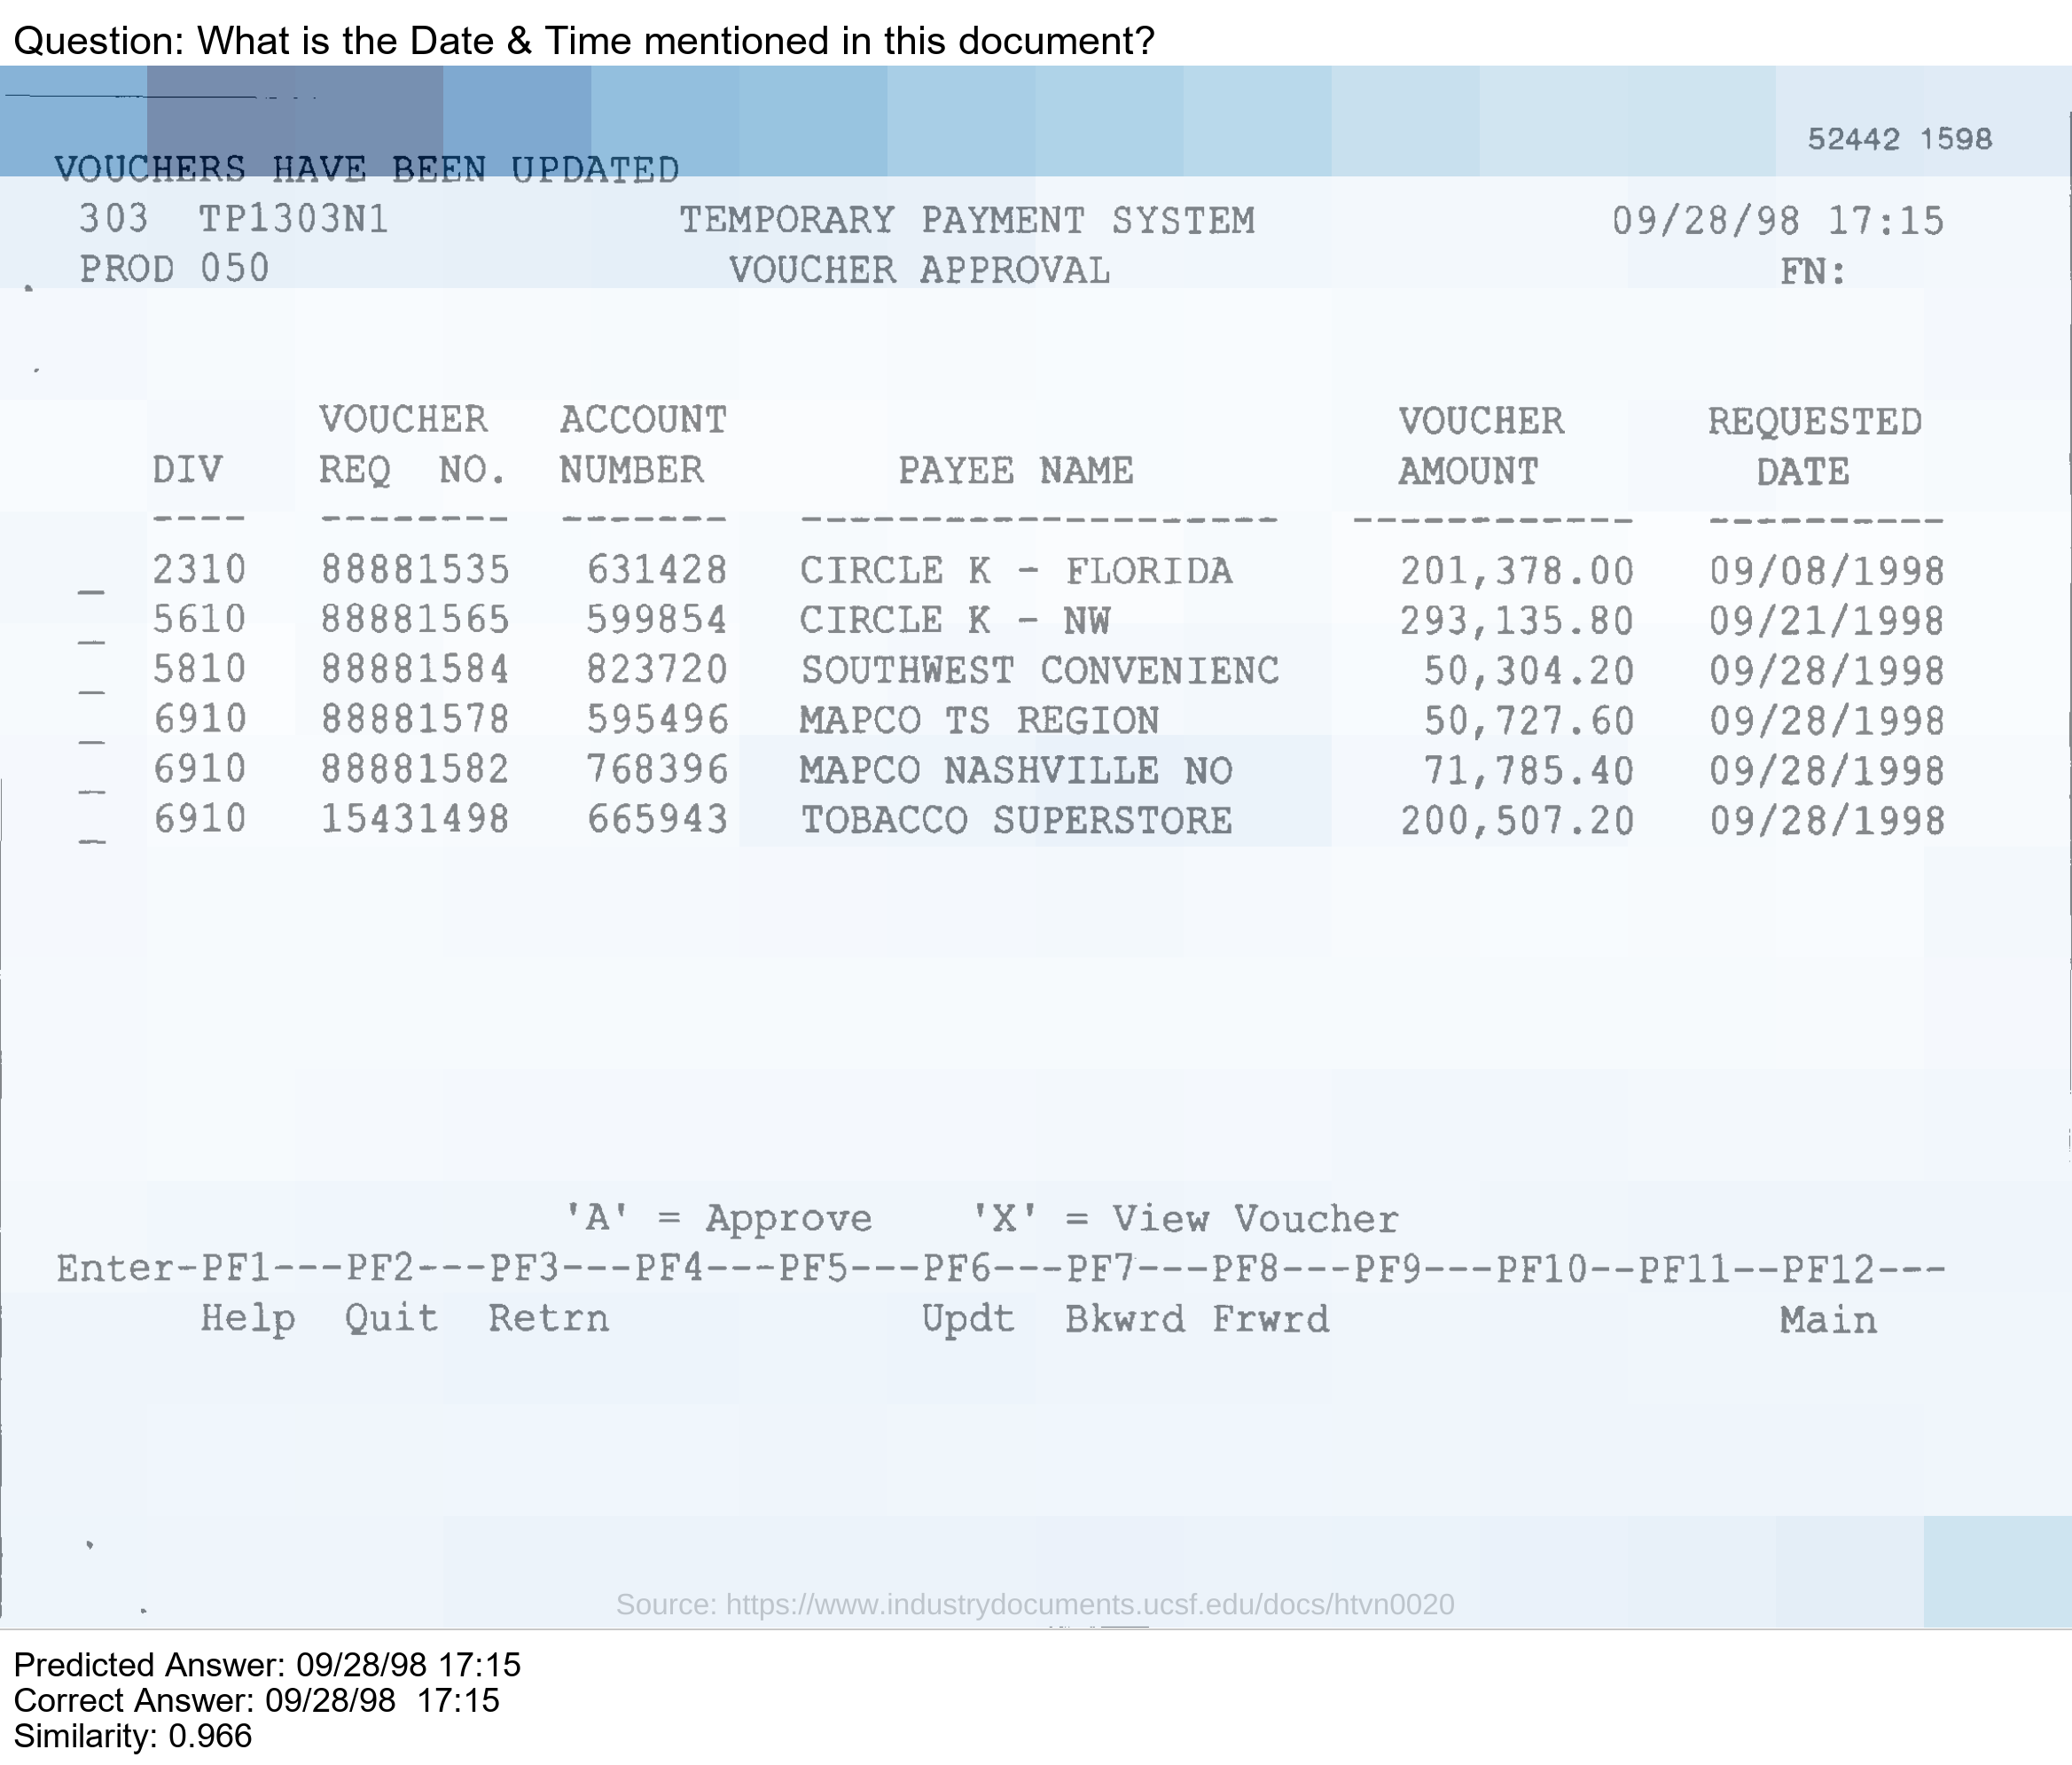 Question: What is the Date & Time mentioned in this document?
52442 1598
VOUCHERS HAVE BEEN UPDATED
303 TP1303N1 TEMPORARY PAYMENT SYSTEM 09/28/98 17:15
PROD 050 VOUCHER APPROVAL FN:
VOUCHER ACCOUNT VOUCHER REQUESTED
DIV REQ NO. NUMBER PAYEE NAME AMOUNT DATE
---- -------- ------- -------------------- ------------ ----------
_ 2310 88881535 631428 CIRCLE K - FLORIDA 201,378.00 09/08/1998
_ 5610 88881565 599854 CIRCLE K - NW 293,135.80 09/21/1998
_ 5810 88881584 823720 SOUTHWEST CONVENIENC 50,304.20 09/28/1998
_ 6910 88881578 595496 MAPCO TS REGION 50,727.60 09/28/1998
_ 6910 88881582 768396 MAPCO NASHVILLE NO 71,785.40 09/28/1998
_ 6910 15431498 665943 TOBACCO SUPERSTORE 200,507.20 09/28/1998
'A' = Approve 'X' = View Voucher
Enter-PF1---PF2---PF3---PF4---PF5---PF6---PF7---PF8---PF9---PF10--PF11--PF12---
Help Quit Retrn Updt Bkwrd Frwrd Main
Source: https://www.industrydocuments.ucsf.edu/docs/htvn0020
Predicted Answer: 09/28/98 17:15
Correct Answer: 09/28/98  17:15
Similarity: 0.966